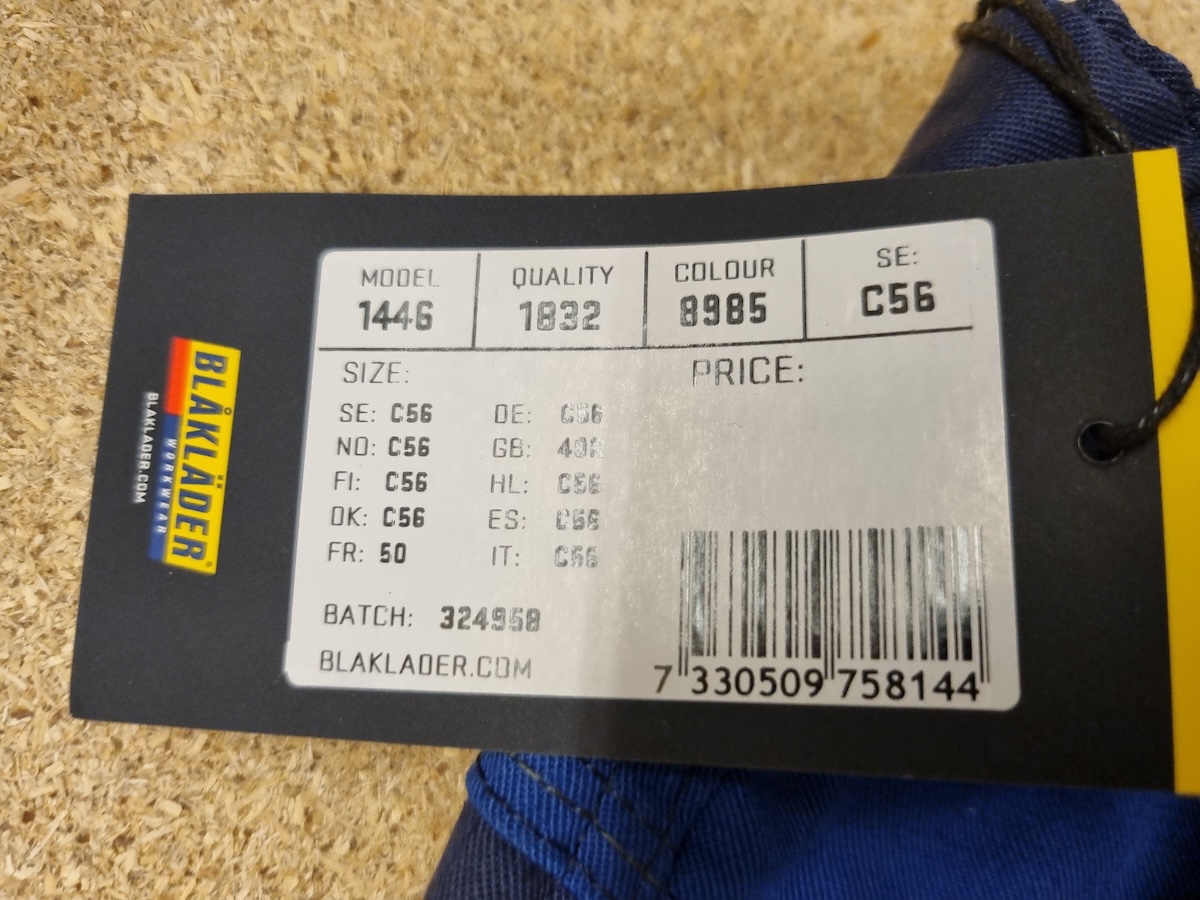 MODEL QUALITY COLOUR SE:
1446 1832 8985 C56
SIZE: PRICE:
SE: C56 DE: C56
NO: C56 GB:
FI: C56 HL: C56
DK: C56 ES: C56
FR: 50 IT: C56
BATCH: 324958
BLAKLADER.COM
7 330509 758144
BLÅKLÄDER®
WORKWEAR
BLAKLADER.COM